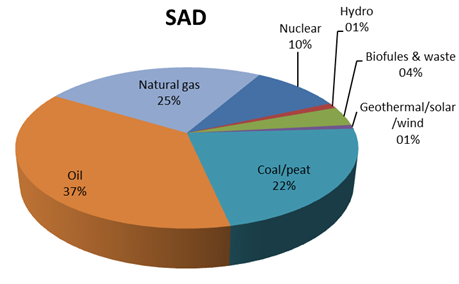 SAD
Nuclear
10%
Hydro
01%
Biofules & waste
04%
Geothermal/solar
/wind
01%
Natural gas
25%
Oil
37%
Coal/peat
22%